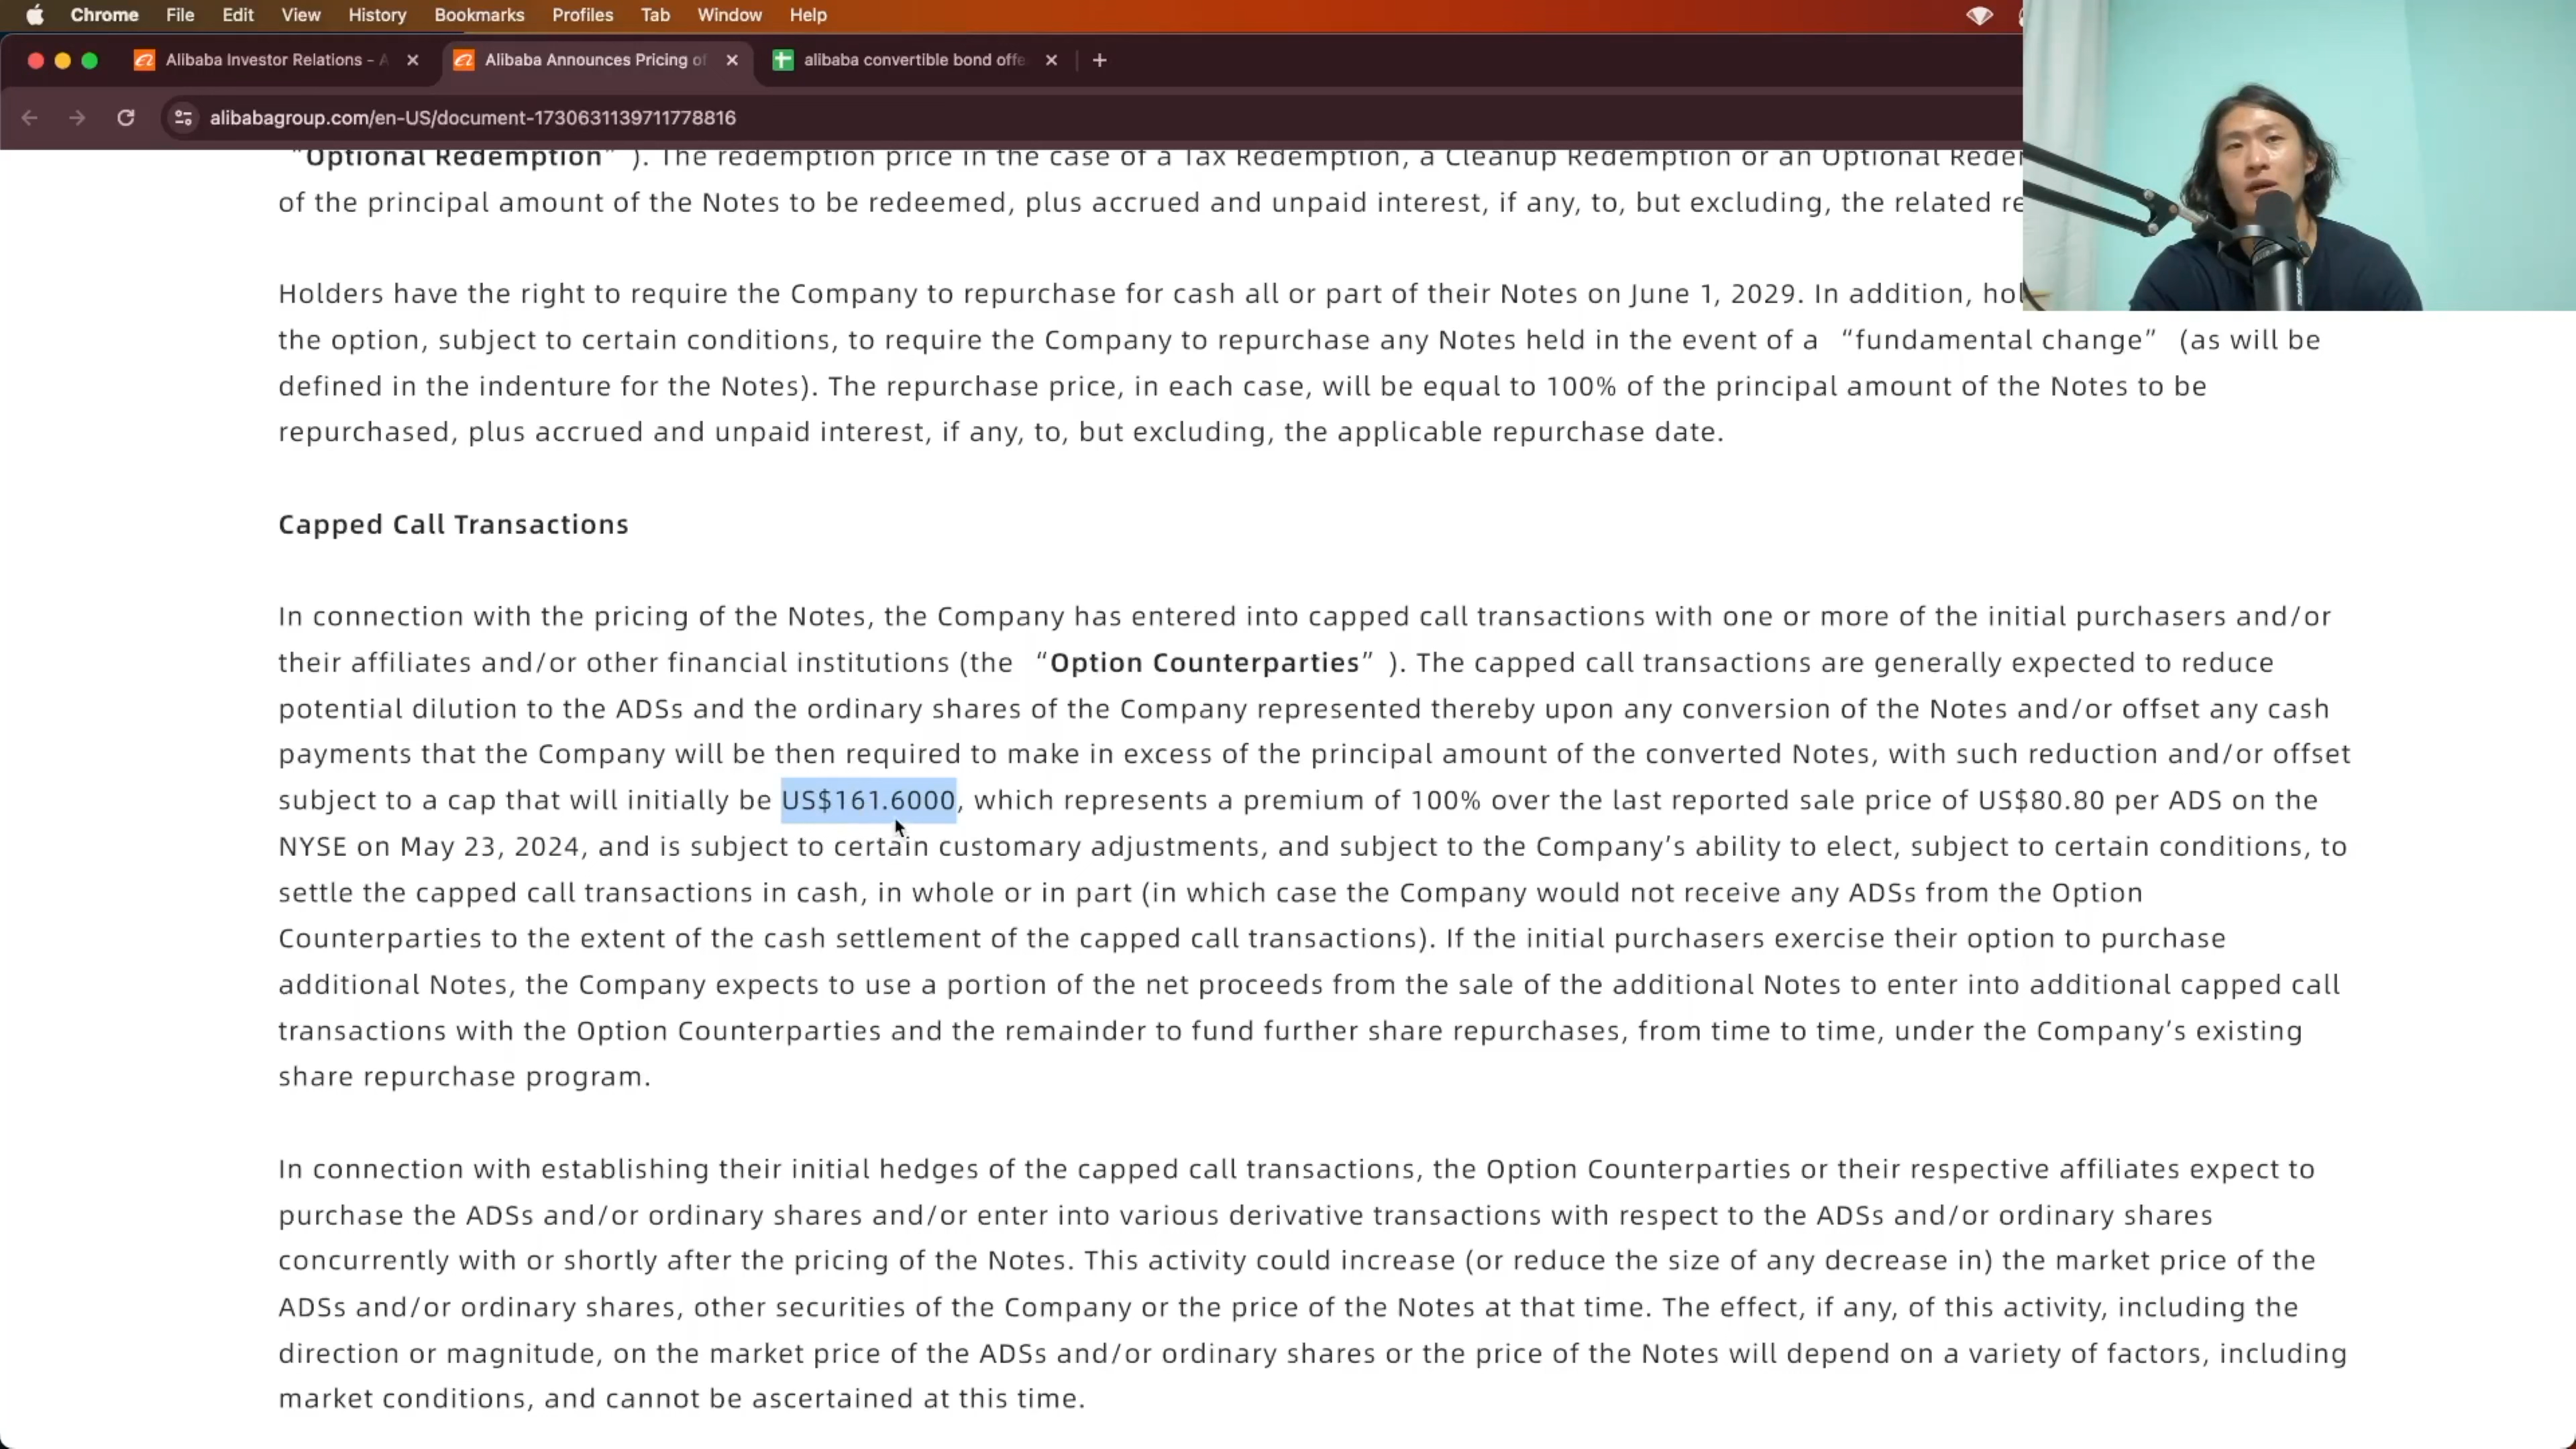 Chrome File Edit View History Bookmarks Profiles Tab Window Help
Alibaba Investor Relations - A
Alibaba Announces Pricing of
alibaba convertible bond offe
alibabagroup.com/en-US/document-1730631139711778816
“Optional Redemption” ). The redemption price in the case of a Tax Redemption, a Cleanup Redemption or an Optional Reder
of the principal amount of the Notes to be redeemed, plus accrued and unpaid interest, if any, to, but excluding, the related re
Holders have the right to require the Company to repurchase for cash all or part of their Notes on June 1, 2029. In addition, hol
the option, subject to certain conditions, to require the Company to repurchase any Notes held in the event of a “fundamental change” (as will be
defined in the indenture for the Notes). The repurchase price, in each case, will be equal to 100% of the principal amount of the Notes to be
repurchased, plus accrued and unpaid interest, if any, to, but excluding, the applicable repurchase date.
Capped Call Transactions
In connection with the pricing of the Notes, the Company has entered into capped call transactions with one or more of the initial purchasers and/or
their affiliates and/or other financial institutions (the “Option Counterparties” ). The capped call transactions are generally expected to reduce
potential dilution to the ADSs and the ordinary shares of the Company represented thereby upon any conversion of the Notes and/or offset any cash
payments that the Company will be then required to make in excess of the principal amount of the converted Notes, with such reduction and/or offset
subject to a cap that will initially be US$161.6000, which represents a premium of 100% over the last reported sale price of US$80.80 per ADS on the
NYSE on May 23, 2024, and is subject to certain customary adjustments, and subject to the Company’s ability to elect, subject to certain conditions, to
settle the capped call transactions in cash, in whole or in part (in which case the Company would not receive any ADSs from the Option
Counterparties to the extent of the cash settlement of the capped call transactions). If the initial purchasers exercise their option to purchase
additional Notes, the Company expects to use a portion of the net proceeds from the sale of the additional Notes to enter into additional capped call
transactions with the Option Counterparties and the remainder to fund further share repurchases, from time to time, under the Company’s existing
share repurchase program.
In connection with establishing their initial hedges of the capped call transactions, the Option Counterparties or their respective affiliates expect to
purchase the ADSs and/or ordinary shares and/or enter into various derivative transactions with respect to the ADSs and/or ordinary shares
concurrently with or shortly after the pricing of the Notes. This activity could increase (or reduce the size of any decrease in) the market price of the
ADSs and/or ordinary shares, other securities of the Company or the price of the Notes at that time. The effect, if any, of this activity, including the
direction or magnitude, on the market price of the ADSs and/or ordinary shares or the price of the Notes will depend on a variety of factors, including
market conditions, and cannot be ascertained at this time.